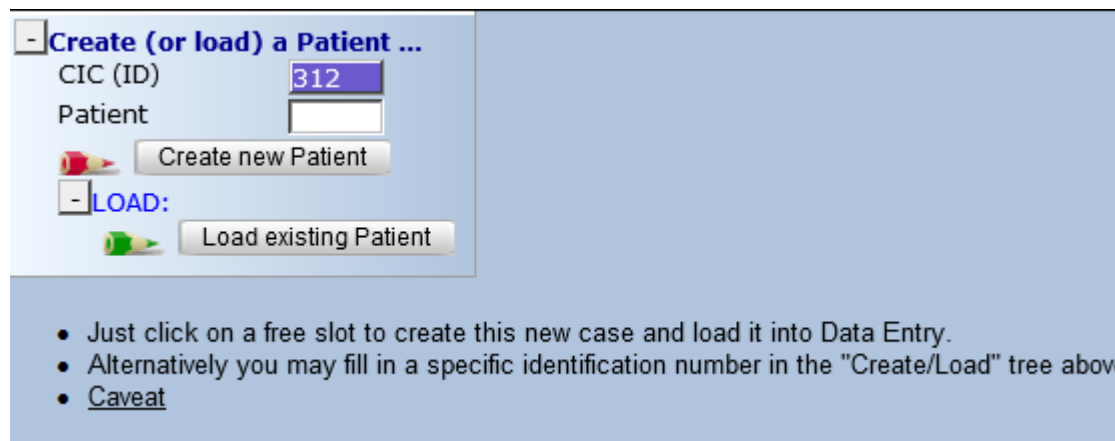 - Create (or load) a Patient ...
CIC (ID) 312
Patient
Create new Patient
- LOAD:
Load existing Patient
• Just click on a free slot to create this new case and load it into Data Entry.
• Alternatively you may fill in a specific identification number in the "Create/Load" tree
• Caveat